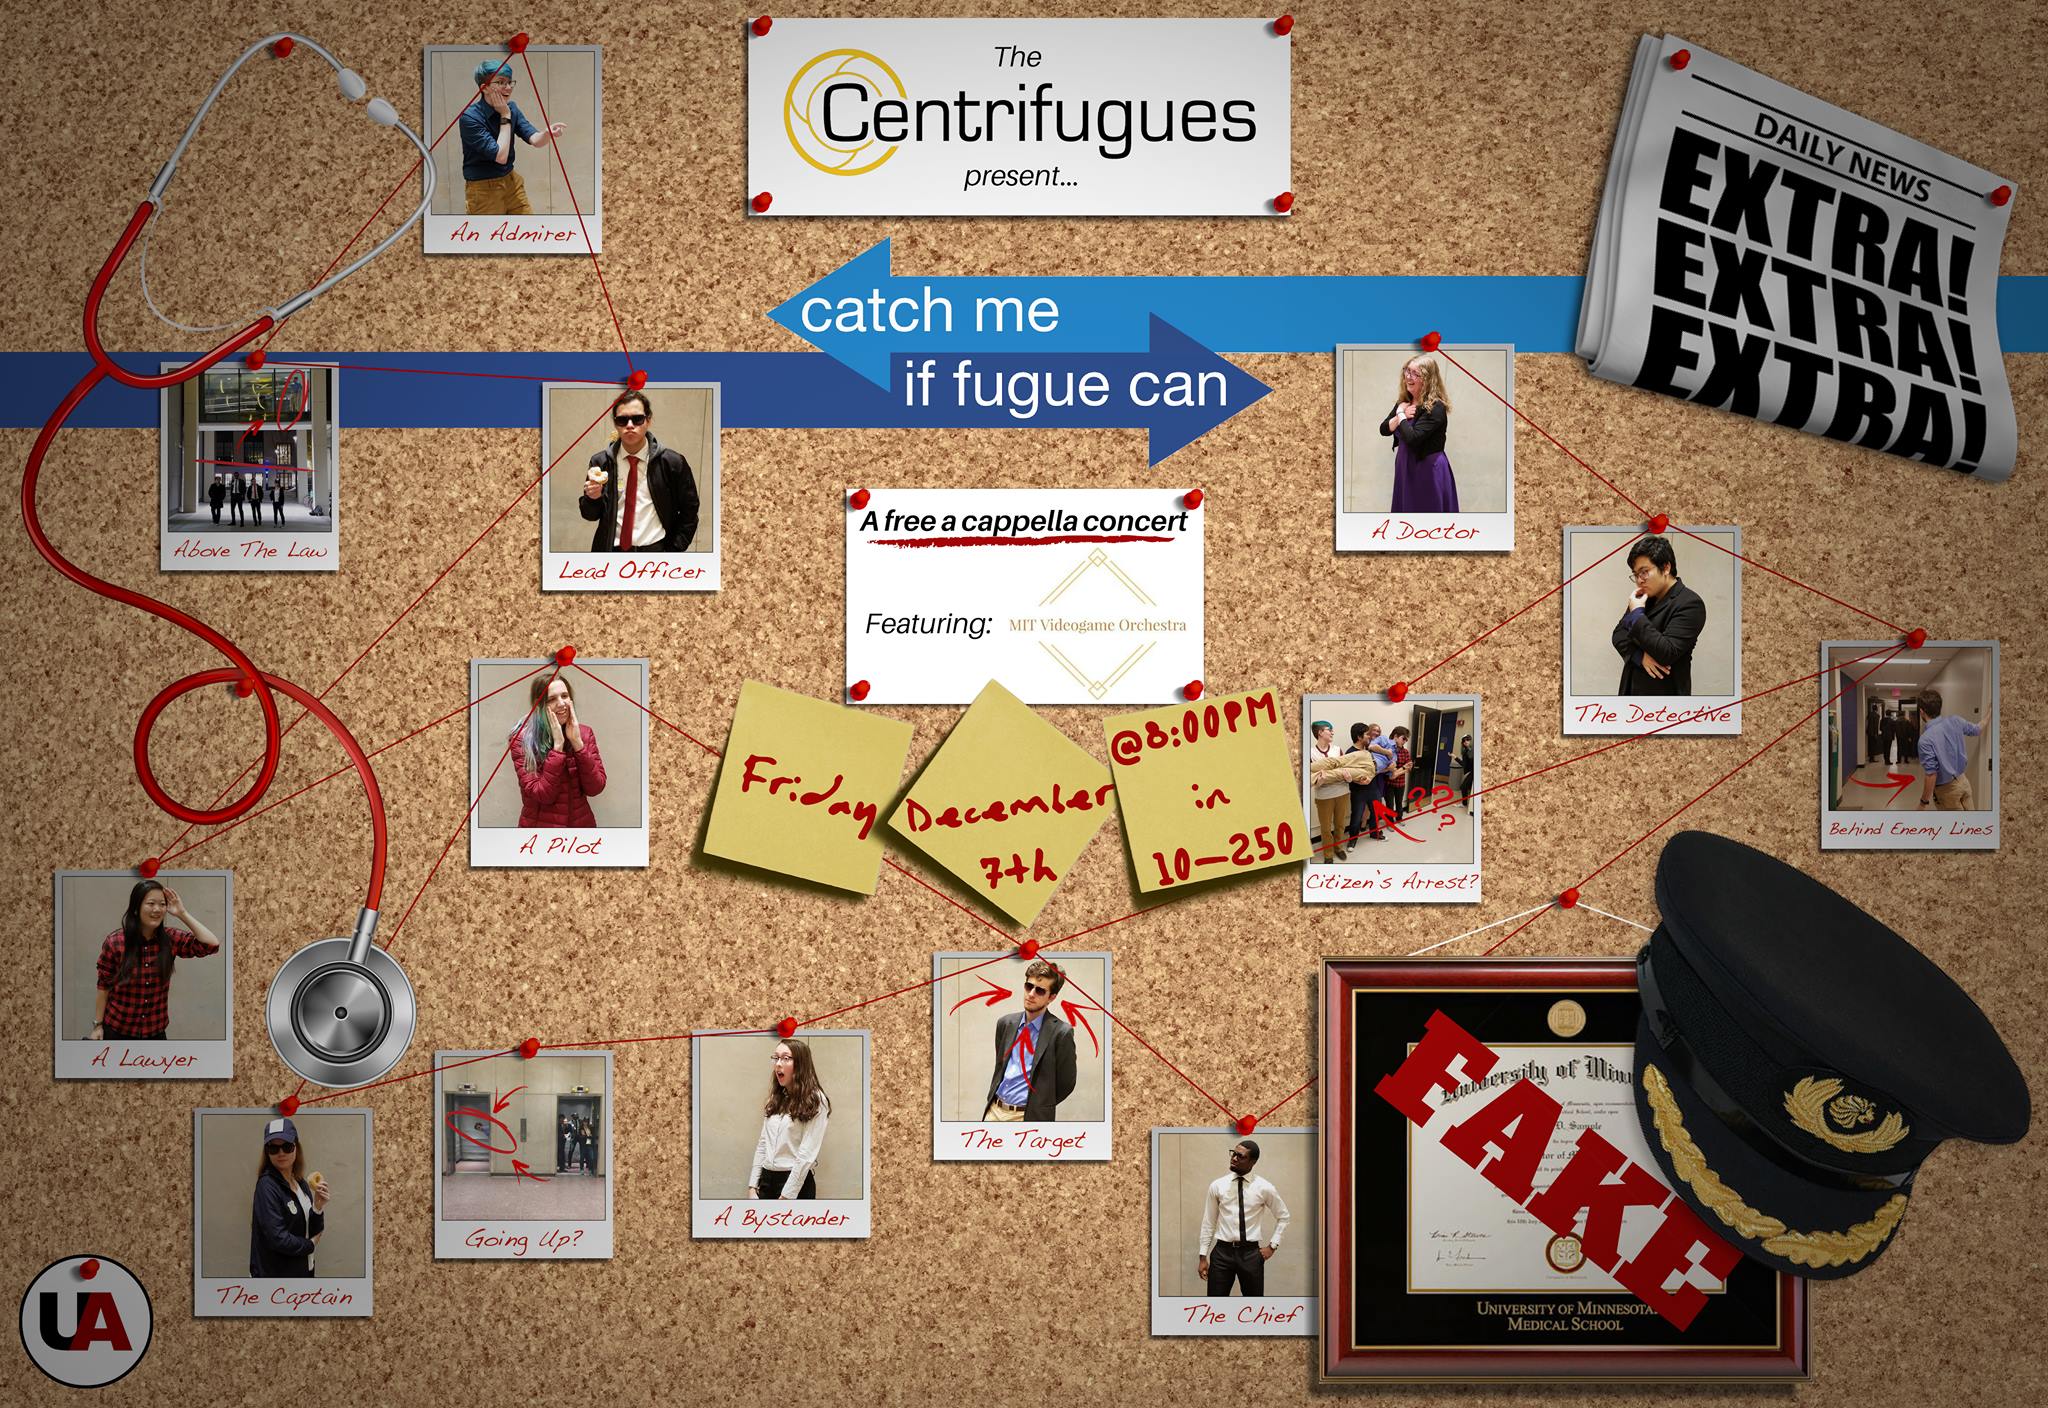 The
Centrifugues
present...
DAILY NEWS
EXTRA!
EXTRA!
EXTRA!
An Admirer
catch me
if fugue can
A free a cappella concert
Featuring:
MIT Videogame Orchestra
Above The Law
Lead Officer
A Doctor
The Detective
Friday
December
7th
@8:00PM
in
10-250
A Pilot
??
?
Citizen's Arrest?
Behind Enemy Lines
A Lawyer
The Captain
Going Up?
A Bystander
The Target
The Chief
University of Minn
D. Sample
FAKE
UNIVERSITY OF MINNESOTA
MEDICAL SCHOOL
UA